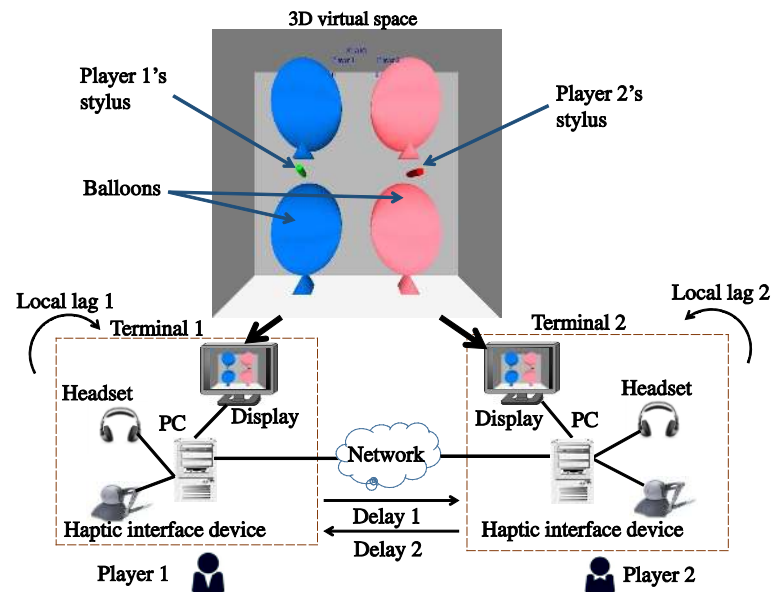 3D virtual space
Player 1's
stylus
Player 2's
stylus
Balloons
Local lag 1
Local lag 2
Terminal 1
Terminal 2
Headset
PC
Display
Haptic interface device
Network
Delay 1
Delay 2
Display
PC
Headset
Haptic interface device
Player 1
Player 2